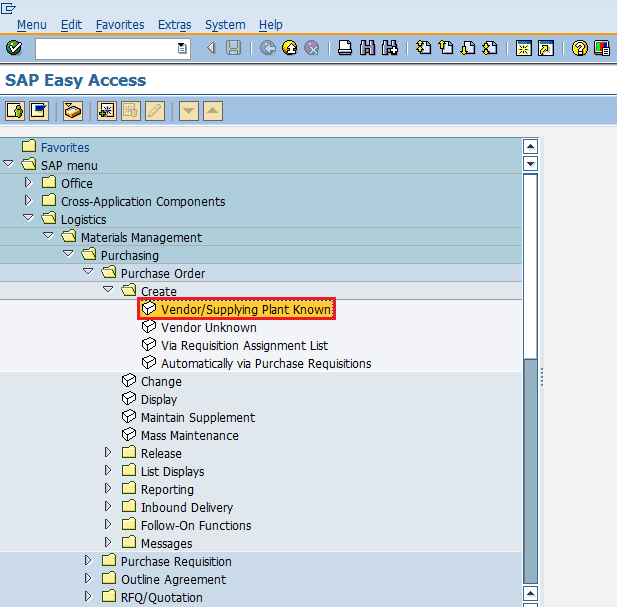 Menu Edit Favorites Extras System Help
SAP Easy Access
Favorites
SAP menu
Office
Cross-Application Components
Logistics
Materials Management
Purchasing
Purchase Order
Create
Vendor/Supplying Plant Known
Vendor Unknown
Via Requisition Assignment List
Automatically via Purchase Requisitions
Change
Display
Maintain Supplement
Mass Maintenance
Release
List Displays
Reporting
Inbound Delivery
Follow-On Functions
Messages
Purchase Requisition
Outline Agreement
RFQ/Quotation